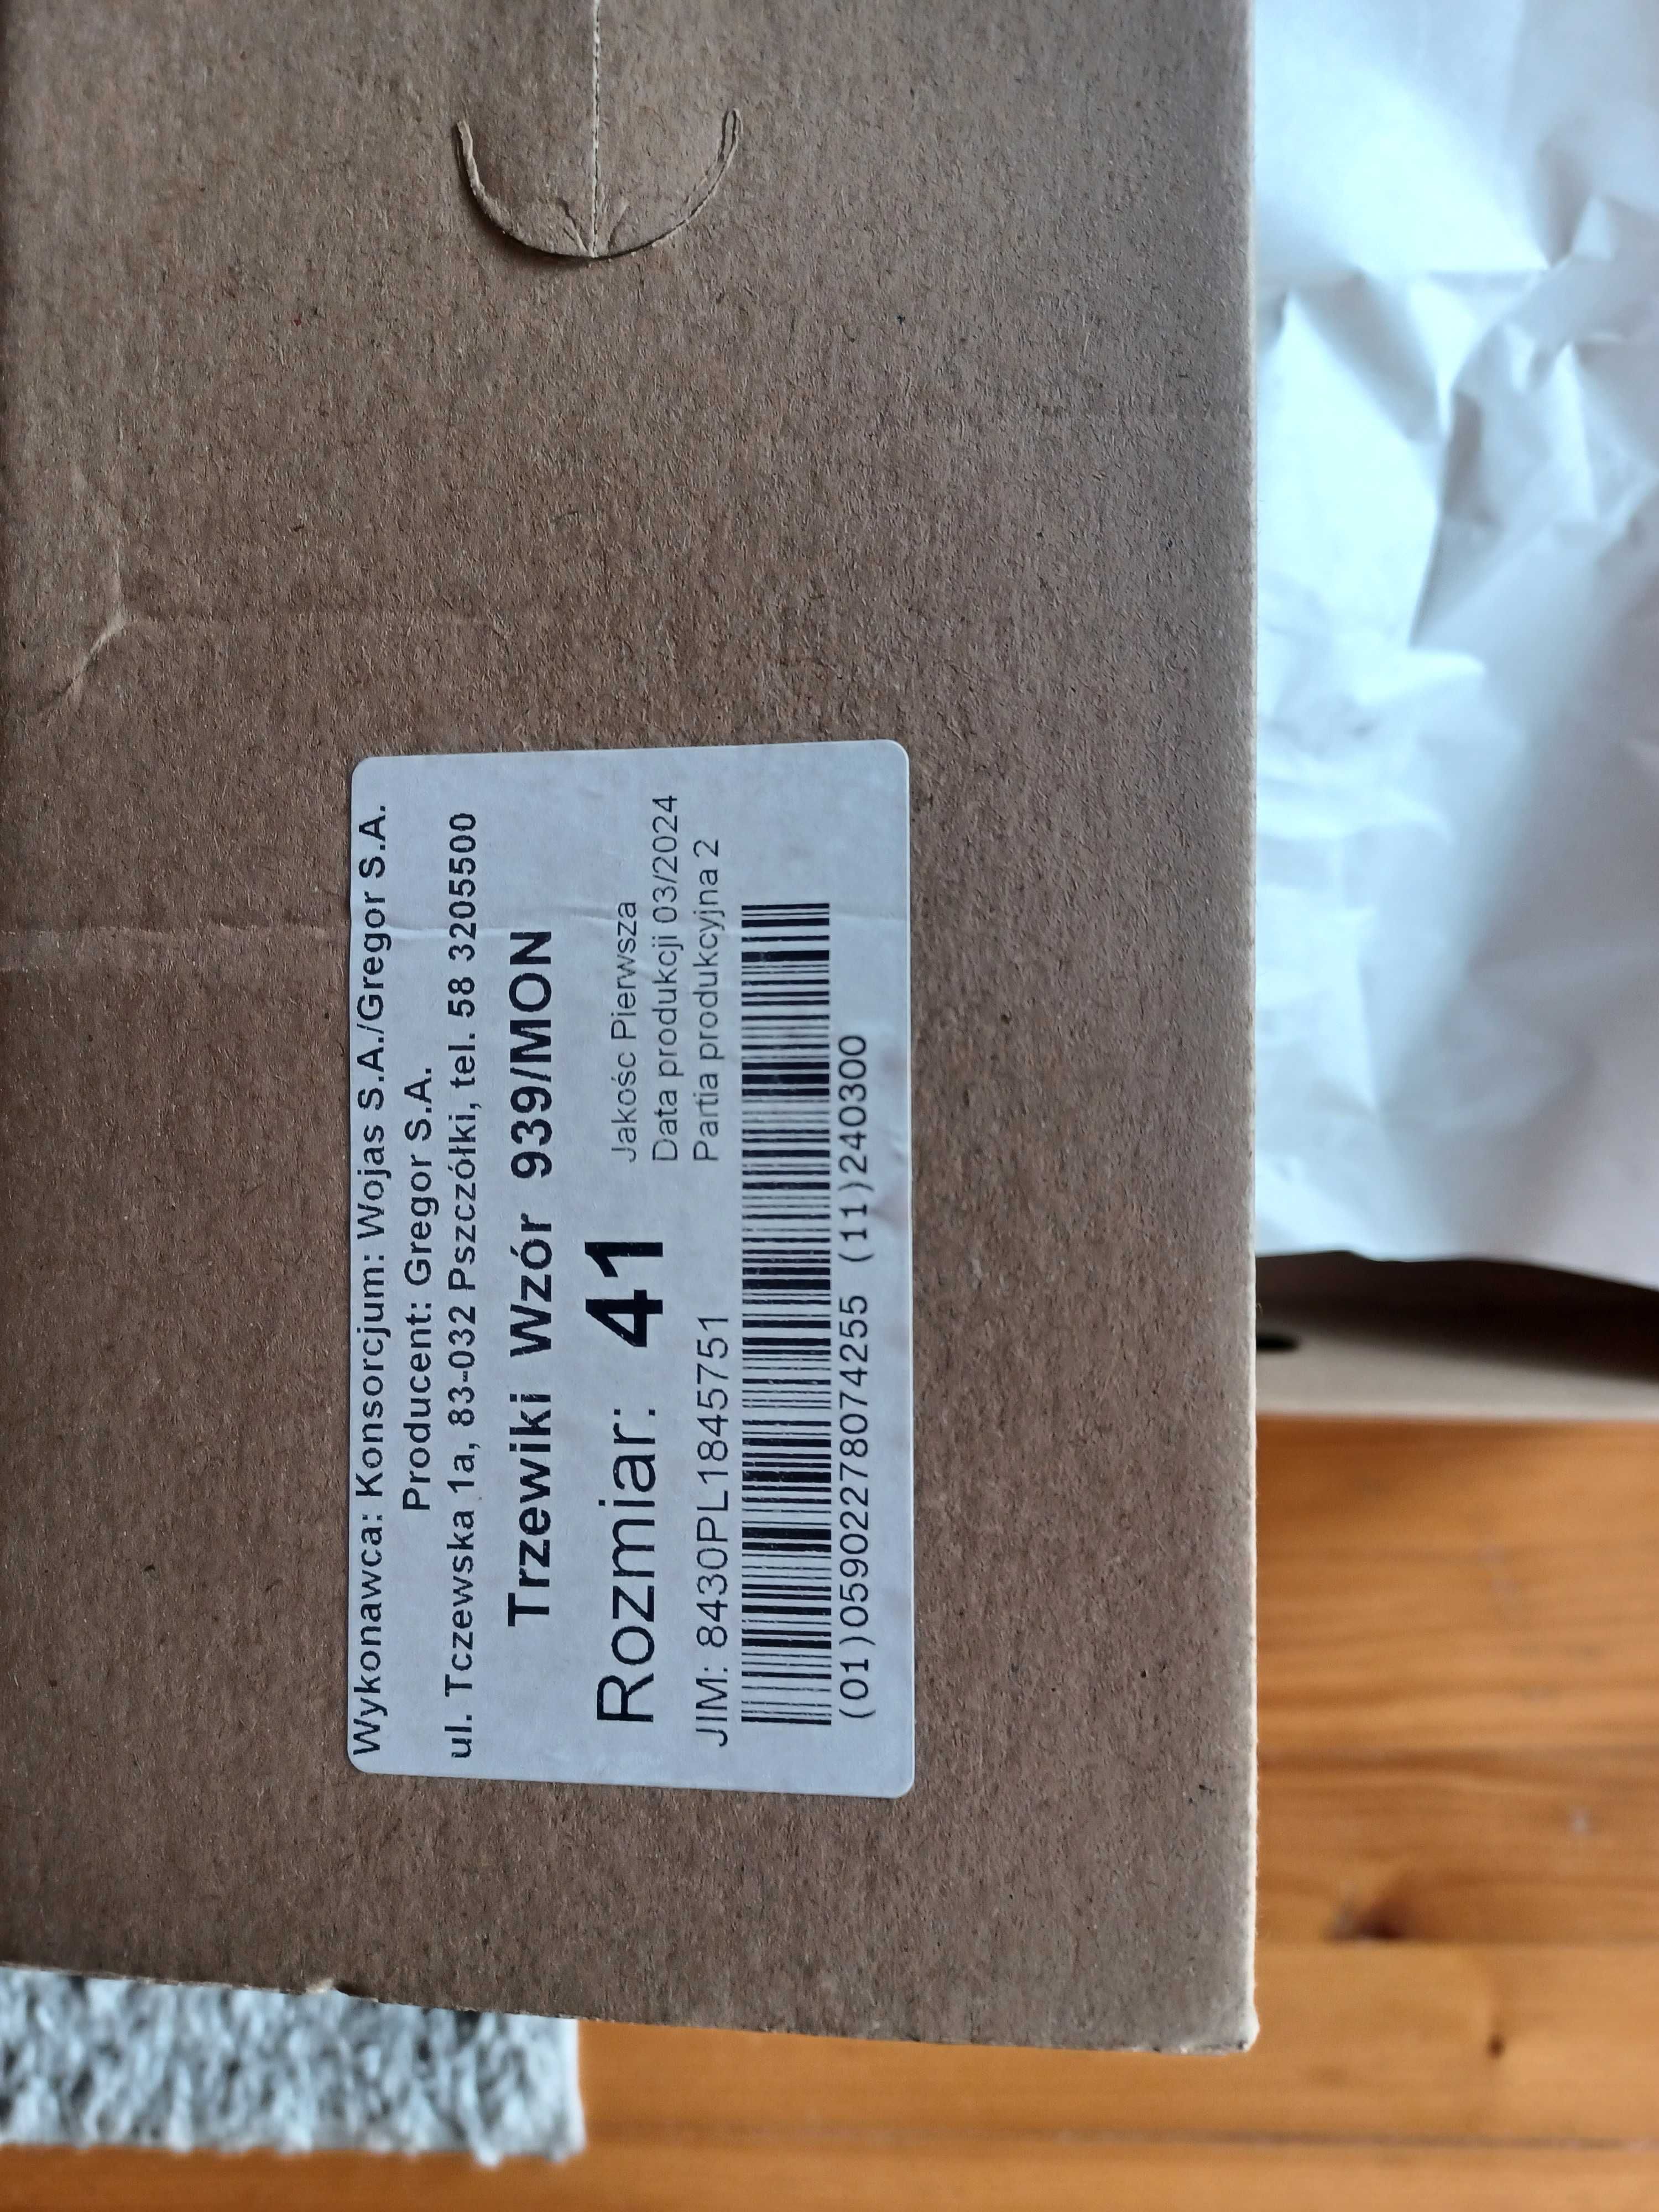 Wykonawca: Konsorcjum: Wojas S.A./Gregor S.A.
Producent: Gregor S.A.
ul. Tczewska 1a, 83-032 Pszczółki, tel. 58 3205500
Trzewiki Wzór 939/MON
Rozmiar: 41
Jakośc Pierwsza
Data produkcji 03/2024
Partia produkcyjna 2
JIM: 8430PL1845751
(01)05902278074255 (11)240300